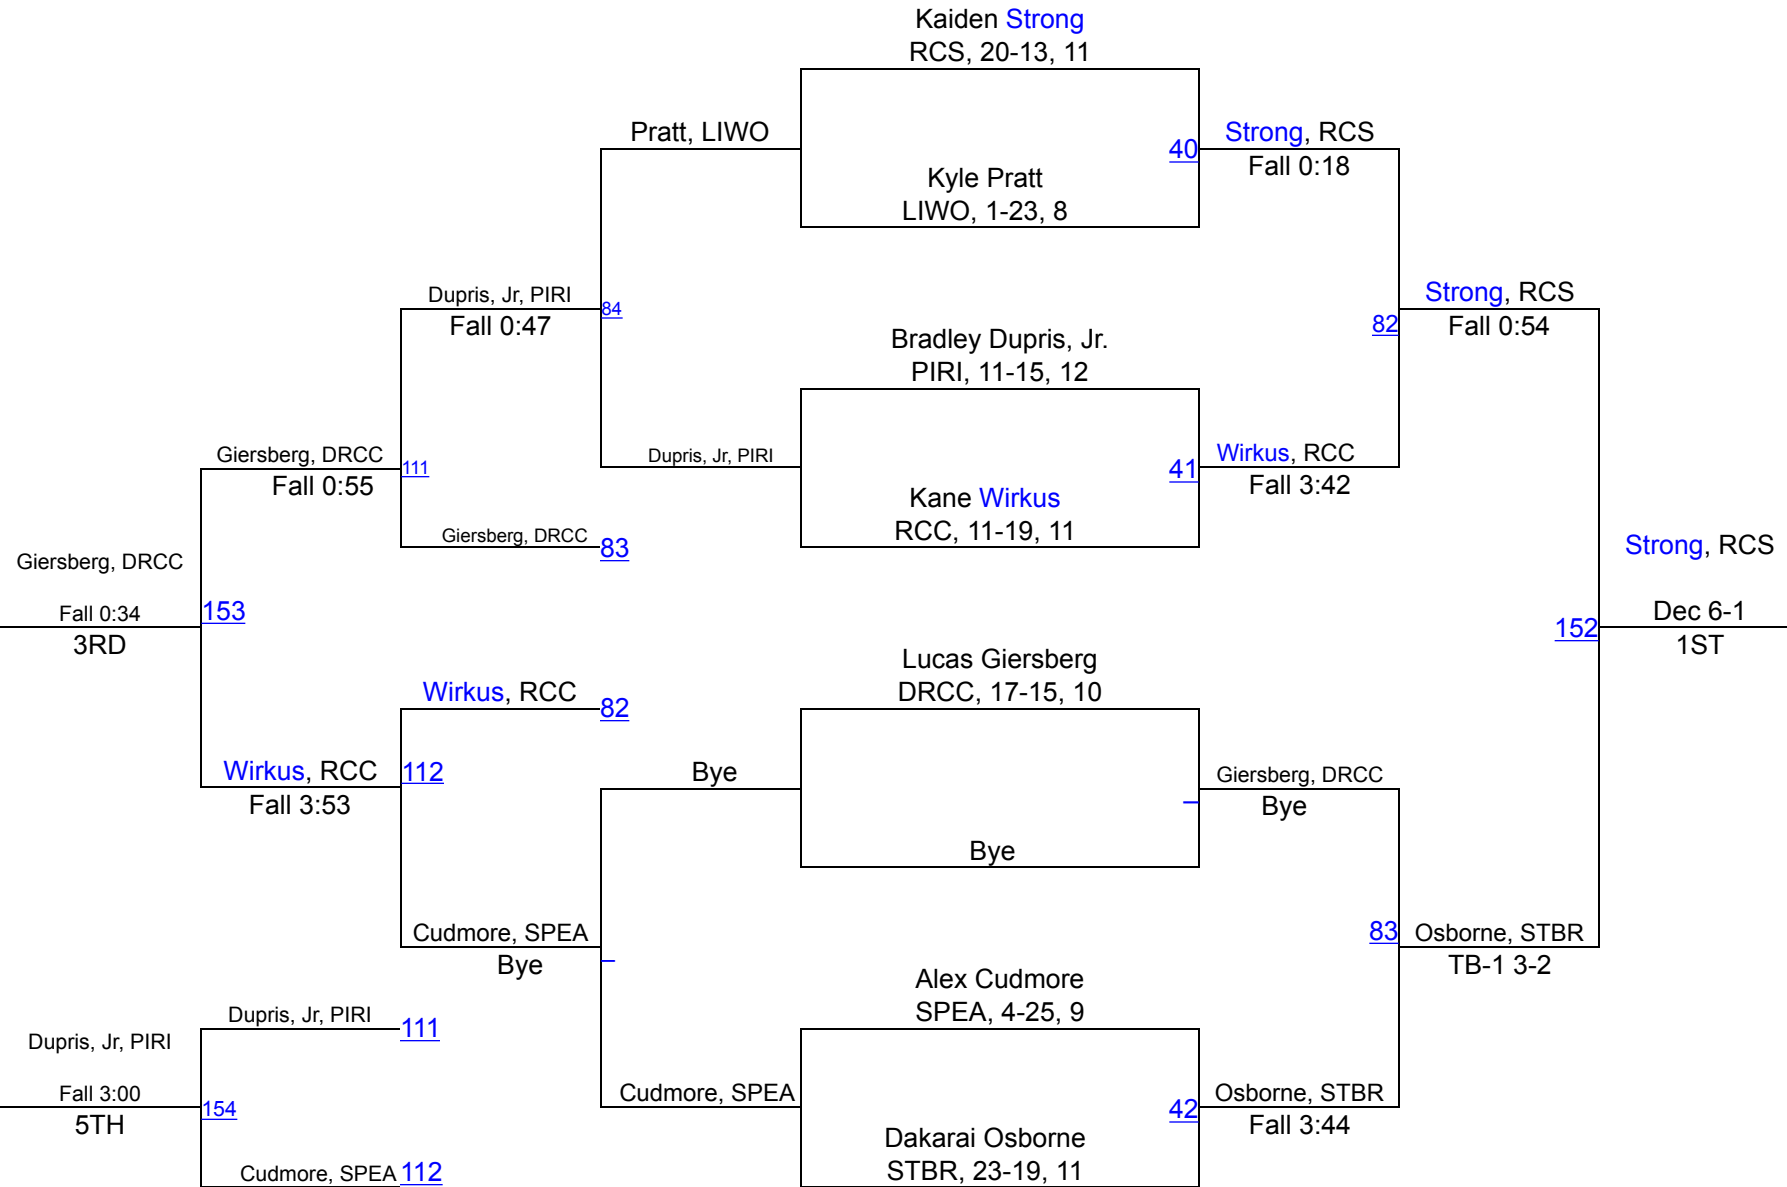 Kaiden Strong
RCS, 20-13, 11
Pratt, LIWO
40
Strong, RCS
Fall 0:18
Kyle Pratt
LIWO, 1-23, 8
Dupris, Jr, PIRI
Fall 0:47
84
Strong, RCS
Fall 0:54
82
Bradley Dupris, Jr.
PIRI, 11-15, 12
Giersberg, DRCC
Fall 0:55
111
Dupris, Jr, PIRI
41
Wirkus, RCC
Fall 3:42
Kane Wirkus
RCC, 11-19, 11
Giersberg, DRCC
83
Giersberg, DRCC
Fall 0:34
3RD
153
Strong, RCS
Dec 6-1
1ST
152
Lucas Giersberg
DRCC, 17-15, 10
Wirkus, RCC
82
Wirkus, RCC
Fall 3:53
112
Bye
Giersberg, DRCC
Bye
Bye
Cudmore, SPEA
Bye
83
Osborne, STBR
TB-1 3-2
Alex Cudmore
SPEA, 4-25, 9
Dupris, Jr, PIRI
111
Dupris, Jr, PIRI
Fall 3:00
5TH
154
Cudmore, SPEA
42
Osborne, STBR
Fall 3:44
Dakarai Osborne
STBR, 23-19, 11
Cudmore, SPEA
112